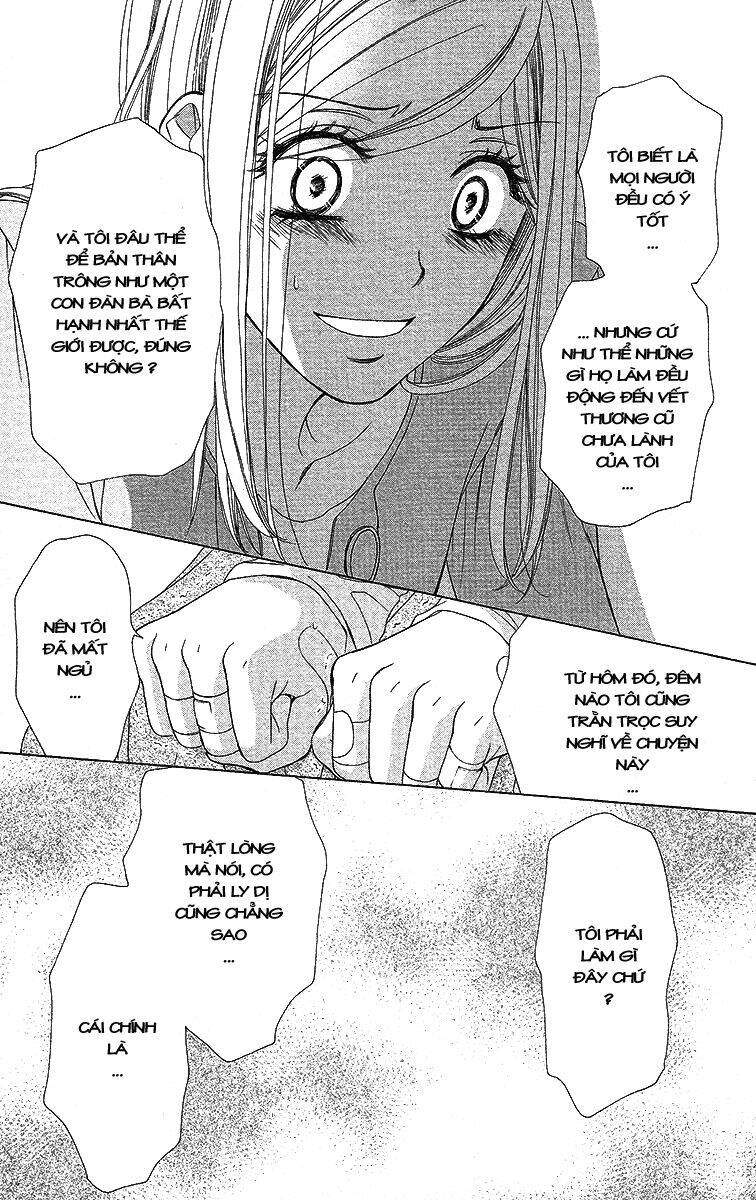 TÔI BIẾT LÀ
MỌI NGƯỜI
ĐỀU CÓ Ý
TỐT
...
... NHƯNG CỨ
NHƯ THỂ NHỮNG
GÌ HỌ LÀM ĐỀU
ĐỘNG ĐẾN VẾT
THƯƠNG CŨ
CHƯA LÀNH
CỦA TÔI
...
VÀ TÔI ĐÂU THỂ
ĐỂ BẢN THÂN
TRÔNG NHƯ MỘT
CON ĐÀN BÀ BẤT
HẠNH NHẤT THẾ
GIỚI ĐƯỢC, ĐÚNG
KHÔNG ?
TỪ HÔM ĐÓ, ĐÊM
NÀO TÔI CŨNG
TRẰN TRỌC SUY
NGHĨ VỀ CHUYỆN
NÀY
...
NÊN TÔI
ĐÃ MẤT
NGỦ
...
TÔI PHẢI
LÀM GÌ
ĐÂY CHỨ
?
THẬT LÒNG
MÀ NÓI, CÓ
PHẢI LY DỊ
CŨNG CHẲNG
SAO
...
CÁI CHÍNH
LÀ
...